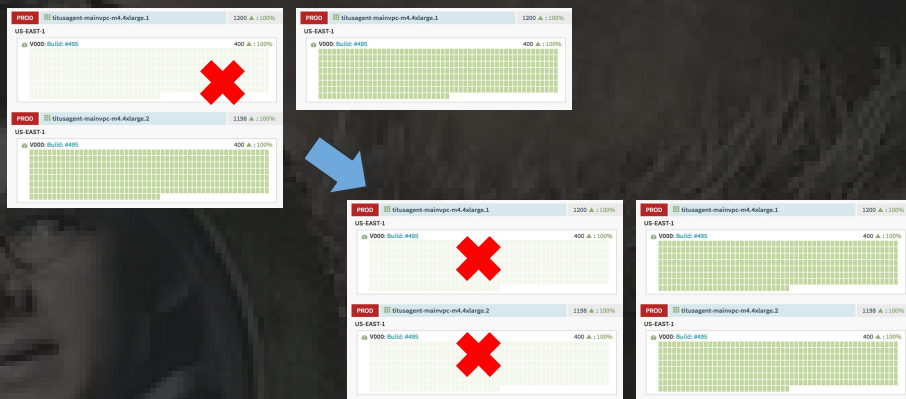 PROD titusagent-mainvpc-m4.4xlarge.1 1200 ▲ : 100%
US-EAST-1
V000: Build: #495 400 ▲ : 100%
PROD titusagent-mainvpc-m4.4xlarge.2 1198 ▲ : 100%
US-EAST-1
V000: Build: #495 400 ▲ : 100%
PROD titusagent-mainvpc-m4.4xlarge.1 1200 ▲ : 100%
US-EAST-1
V000: Build: #495 400 ▲ : 100%
PROD titusagent-mainvpc-m4.4xlarge.1 1200 ▲ : 100%
US-EAST-1
V000: Build: #495 400 ▲ : 100%
PROD titusagent-mainvpc-m4.4xlarge.2 1198 ▲ : 100%
US-EAST-1
V000: Build: #495 400 ▲ : 100%
PROD titusagent-mainvpc-m4.4xlarge.1 1200 ▲ : 100%
US-EAST-1
V000: Build: #495 400 ▲ : 100%
PROD titusagent-mainvpc-m4.4xlarge.2 1198 ▲ : 100%
US-EAST-1
V000: Build: #495 400 ▲ : 100%